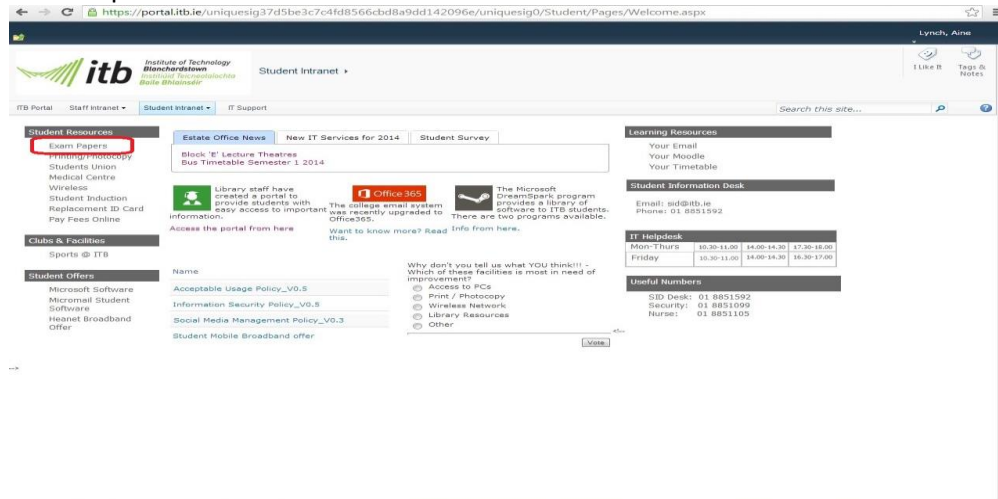 https://portal.itb.ie/uniquesig37d5be3c7c4fd8566cbd8a9dd142096e/uniquesig0/Student/Pages/Welcome.aspx
Lynch, Aine
itb
Institute of Technology
Blanchardstown
Institiúid Teicneolaíochta
Baile Bhlainséir
Student Intranet
I Like It
Tags & Notes
ITB Portal
Staff Intranet
Student Intranet
IT Support
Search this site...
Student Resources
Exam Papers
Printing/Photocopy
Students Union
Medical Centre
Wireless
Student Induction
Replacement ID Card
Pay Fees Online
Clubs & Facilities
Sports @ ITB
Student Offers
Microsoft Software
Micromail Student
Software
Heanet Broadband
Offer
Estate Office News
New IT Services for 2014
Student Survey
Block 'E' Lecture Theatres
Bus Timetable Semester 1 2014
Library staff have
created a portal to
provide students with
easy access to important
information.
Access the portal from here
Office 365
The college email system
was recently upgraded to
Office365.
Want to know more? Read
this.
The Microsoft
DreamSpark program
provides a library of
software to ITB students.
There are two programs available.
Info from here.
Name
Acceptable Usage Policy_V0.5
Information Security Policy_V0.5
Social Media Management Policy_V0.3
Student Mobile Broadband offer
Why don't you tell us what YOU think!!! -
Which of these facilities is most in need of
improvement?
Access to PCs
Print / Photocopy
Wireless Network
Library Resources
Other
Vote
<!--
-->
Learning Resources
Your Email
Your Moodle
Your Timetable
Student Information Desk
Email: sid@itb.ie
Phone: 01 8851592
IT Helpdesk
Mon-Thurs 10.30-11.00 14.00-14.30 17.30-18.00
Friday 10.30-11.00 14.00-14.30 16.30-17.00
Useful Numbers
SID Desk: 01 8851592
Security: 01 8851099
Nurse: 01 8851105